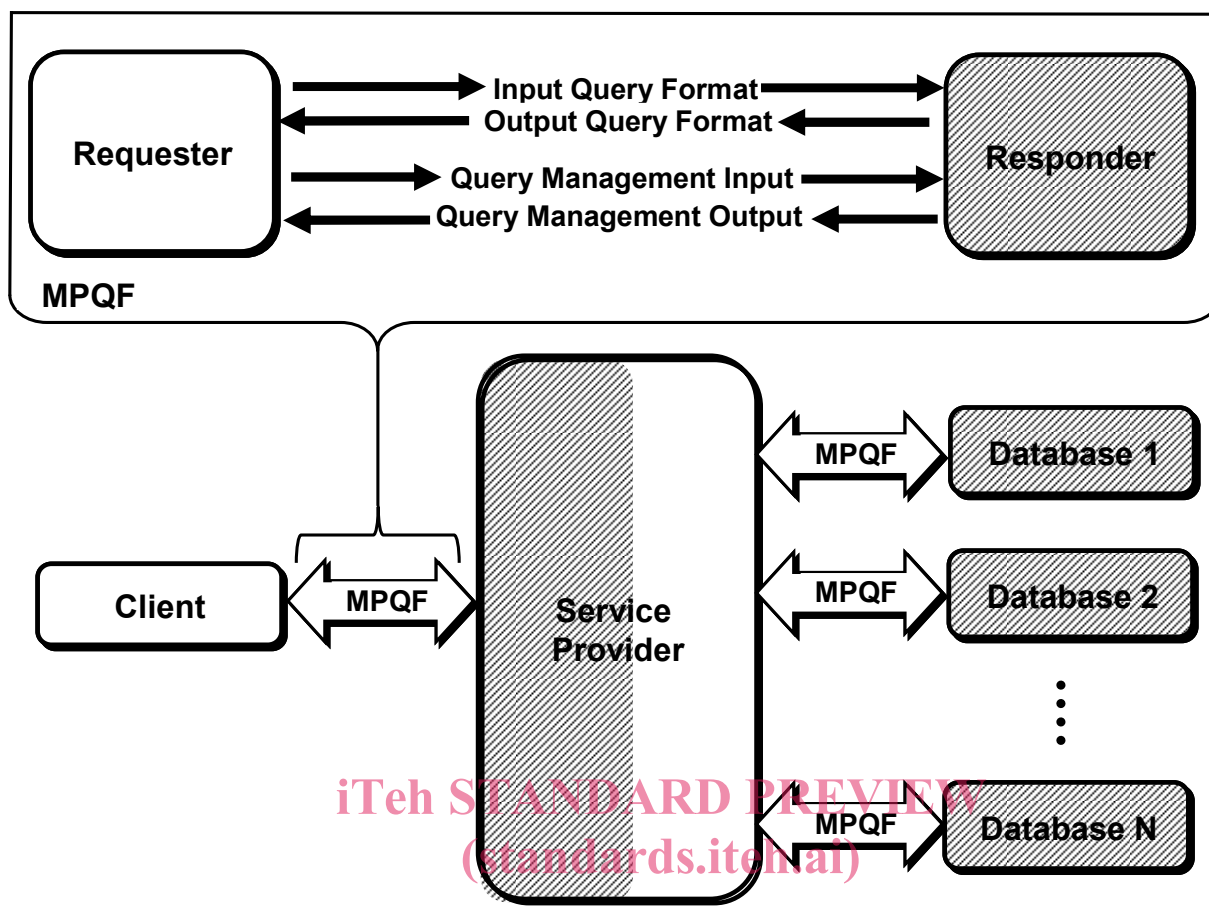 Input Query Format
Output Query Format
Requester
Responder
Query Management Input
Query Management Output
MPQF
MPQF
Database 1
Client
MPQF
Service
Provider
MPQF
Database 2
iTeh STANDARD PREVIEW
MPQF
Database N
(standards.iteh.ai)